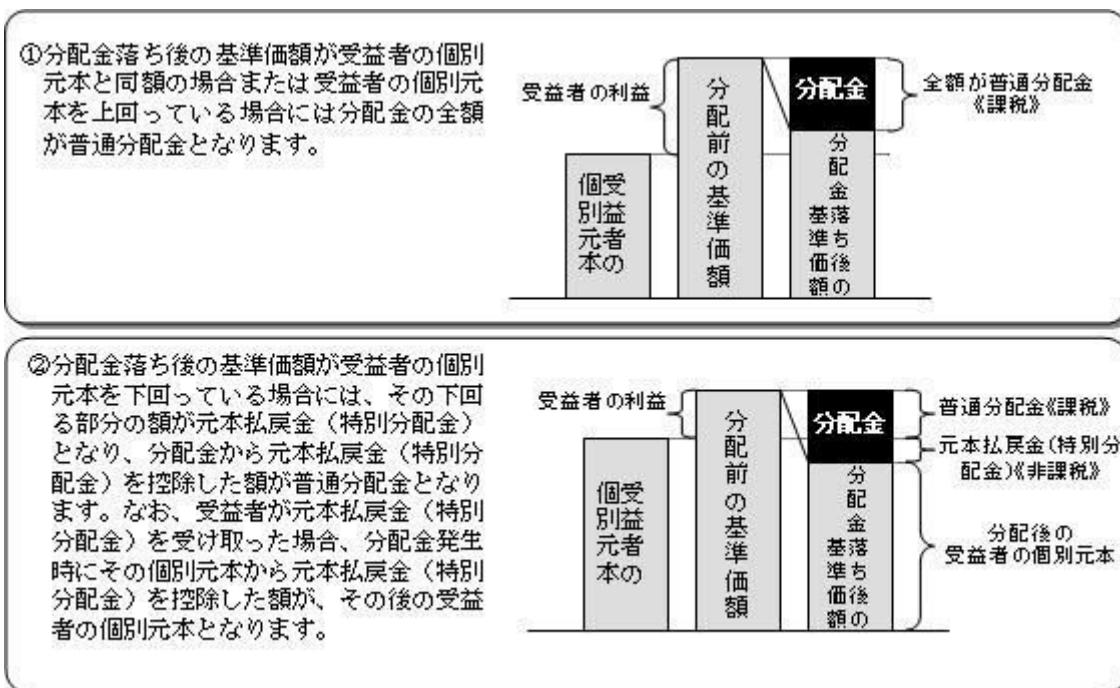 ①分配金落ち後の基準価額が受益者の個別
元本と同額の場合または受益者の個別元
本を上回っている場合には分配金の全額
が普通分配金となります。
受益者の利益
受益者の
個別元本
分配前の基準価額
分配金
分配金落ち後の
基準価額
全額が普通分配金
《課税》
②分配金落ち後の基準価額が受益者の個別
元本を下回っている場合には、その下回
る部分の額が元本払戻金（特別分配金）
となり、分配金から元本払戻金（特別分
配金）を控除した額が普通分配金となり
ます。なお、受益者が元本払戻金（特別
分配金）を受け取った場合、分配金発生
時にその個別元本から元本払戻金（特別
分配金）を控除した額が、その後の受益
者の個別元本となります。
受益者の利益
受益者の
個別元本
分配前の基準価額
分配金
分配金落ち後の
基準価額
普通分配金《課税》
元本払戻金(特別分
配金)《非課税》
分配後の
受益者の個別元本